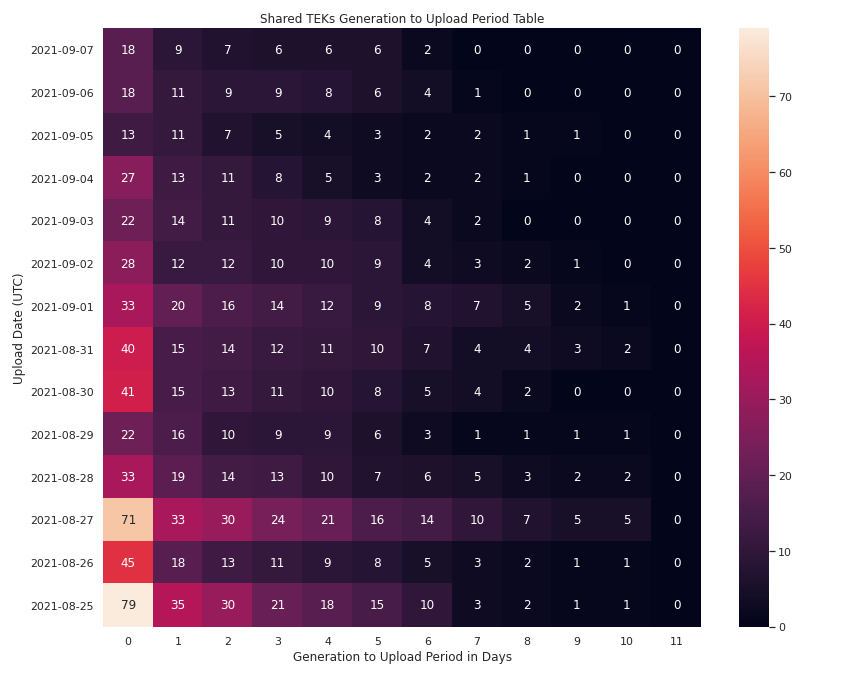 Shared TEKs Generation to Upload Period Table
Upload Date (UTC)
2021-09-07 18 9 7 6 6 6 2 0 0 0 0 0
2021-09-06 18 11 9 9 8 6 4 1 0 0 0 0
2021-09-05 13 11 7 5 4 3 2 2 1 1 0 0
2021-09-04 27 13 11 8 5 3 2 2 1 0 0 0
2021-09-03 22 14 11 10 9 8 4 2 0 0 0 0
2021-09-02 28 12 12 10 10 9 4 3 2 1 0 0
2021-09-01 33 20 16 14 12 9 8 7 5 2 1 0
2021-08-31 40 15 14 12 11 10 7 4 4 3 2 0
2021-08-30 41 15 13 11 10 8 5 4 2 0 0 0
2021-08-29 22 16 10 9 9 6 3 1 1 1 1 0
2021-08-28 33 19 14 13 10 7 6 5 3 2 2 0
2021-08-27 71 33 30 24 21 16 14 10 7 5 5 0
2021-08-26 45 18 13 11 9 8 5 3 2 1 1 0
2021-08-25 79 35 30 21 18 15 10 3 2 1 1 0
0 1 2 3 4 5 6 7 8 9 10 11
Generation to Upload Period in Days
70
60
50
40
30
20
10
0